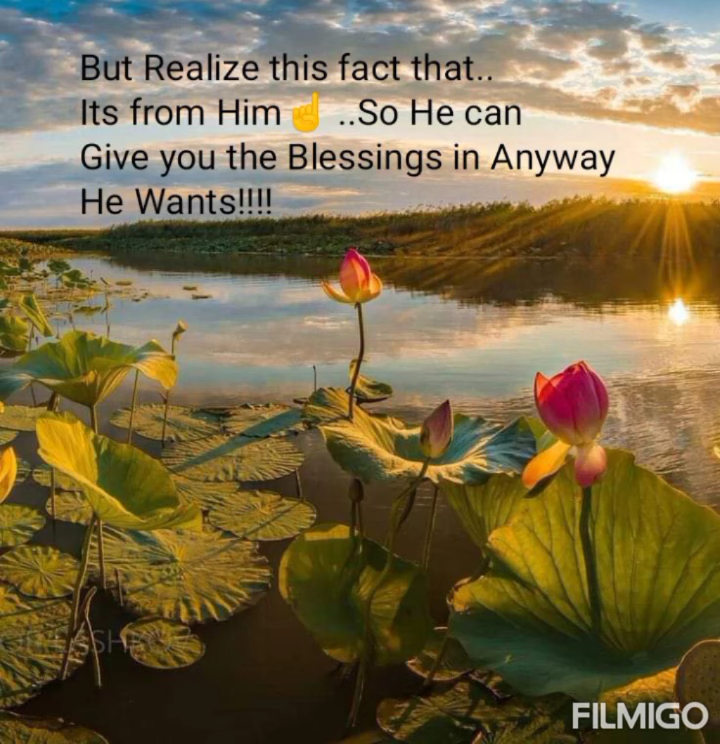 But Realize this fact that..
Its from Him☝ ..So He can
Give you the Blessings in Anyway
He Wants!!!!
FILMIGO